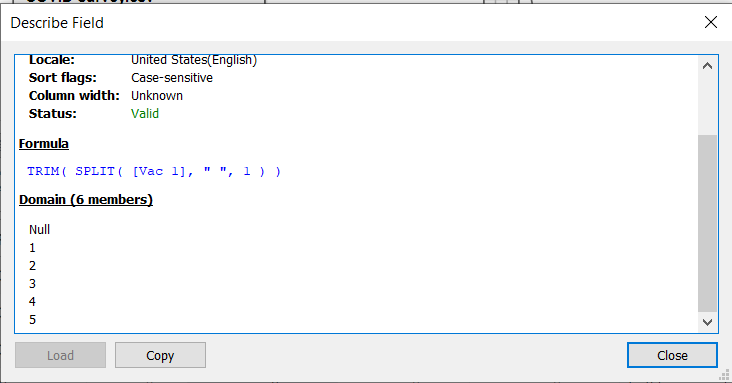 Describe Field
Locale: United States(English)
Sort flags: Case-sensitive
Column width: Unknown
Status: Valid
Formula
TRIM( SPLIT( [Vac 1], " ", 1 ) )
Domain (6 members)
Null
1
2
3
4
5
Load
Copy
Close